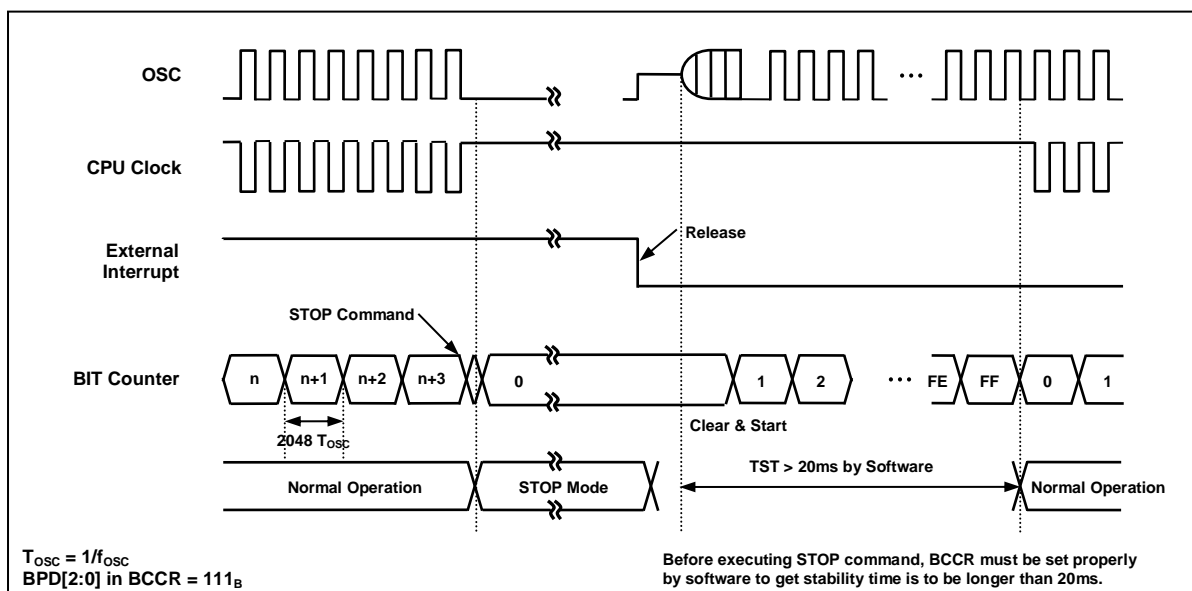 OSC
...
CPU Clock
External
Interrupt
Release
STOP Command
BIT Counter
n n+1 n+2 n+3 0 1 2 ... FE FF 0 1
2048 TOSC
Clear & Start
Normal Operation STOP Mode TST > 20ms by Software Normal Operation
TOSC = 1/fOSC
BPD[2:0] in BCCR = 111B
Before executing STOP command, BCCR must be set properly
by software to get stability time is to be longer than 20ms.